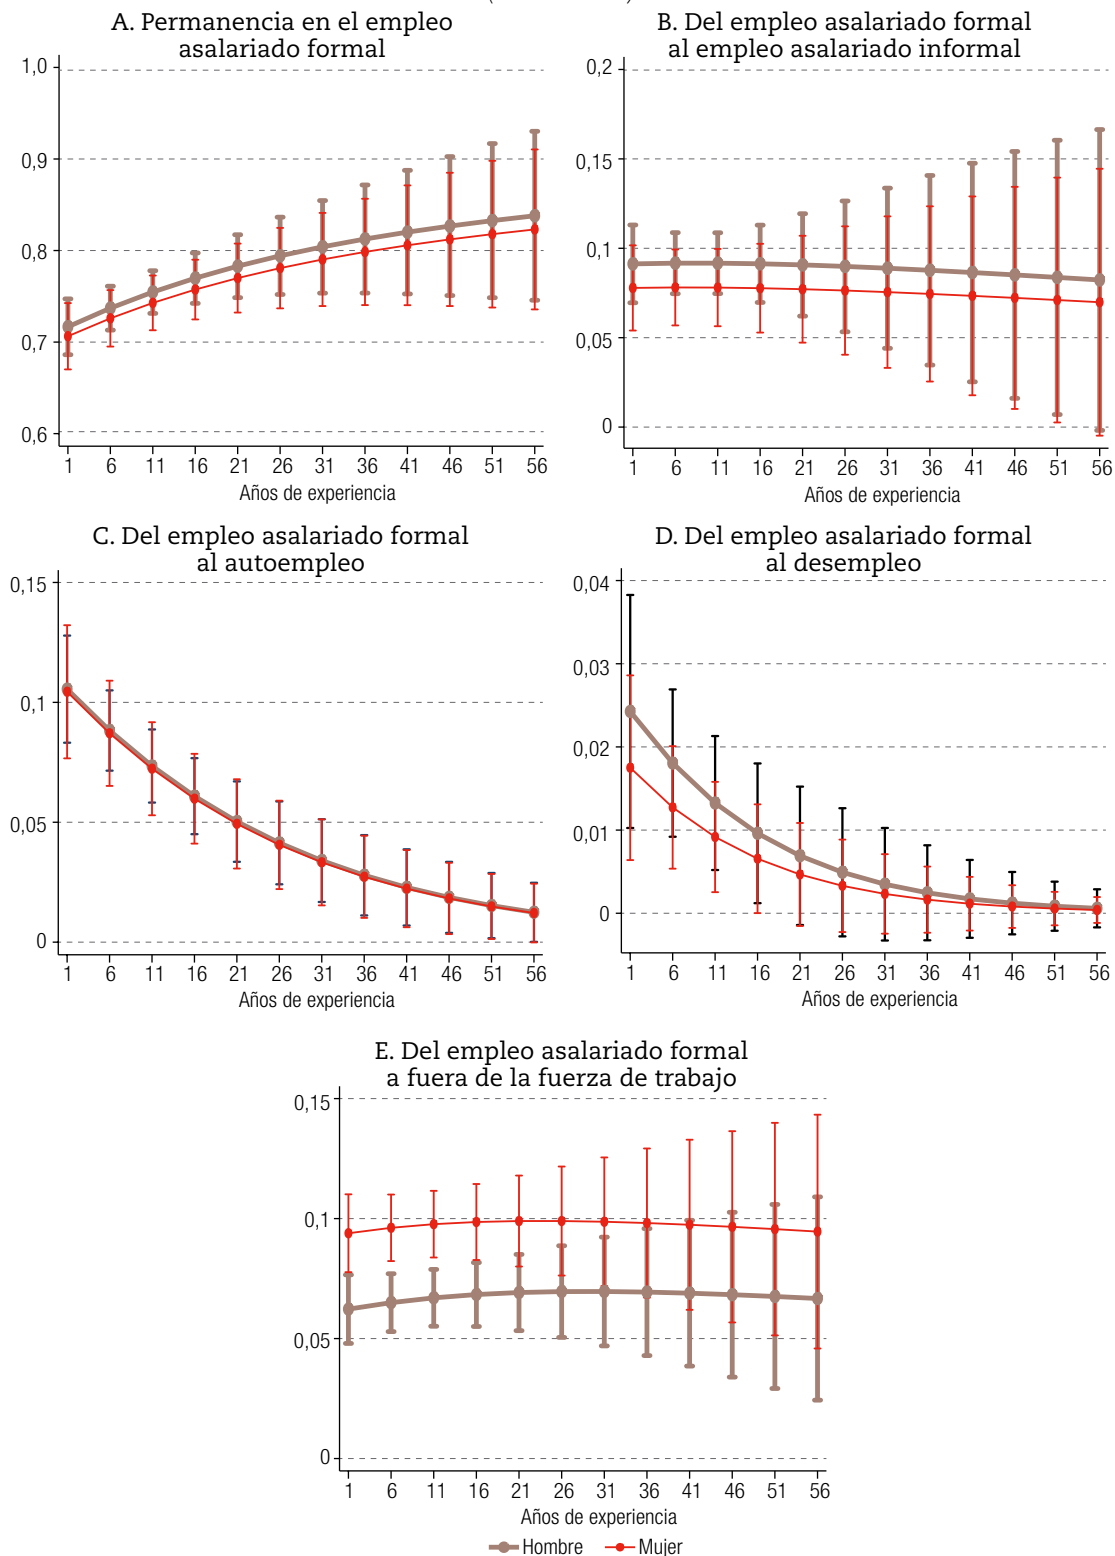 A. Permanencia en el empleo
asalariado formal
1,0
0,9
0,8
0,7
0,6
1 6 11 16 21 26 31 36 41 46 51 56
Años de experiencia
B. Del empleo asalariado formal
al empleo asalariado informal
0,2
0,15
0,1
0,05
0
1 6 11 16 21 26 31 36 41 46 51 56
Años de experiencia
C. Del empleo asalariado formal
al autoempleo
0,15
0,1
0,05
0
1 6 11 16 21 26 31 36 41 46 51 56
Años de experiencia
D. Del empleo asalariado formal
al desempleo
0,04
0,03
0,02
0,01
0
1 6 11 16 21 26 31 36 41 46 51 56
Años de experiencia
E. Del empleo asalariado formal
a fuera de la fuerza de trabajo
0,15
0,1
0,05
0
1 6 11 16 21 26 31 36 41 46 51 56
Años de experiencia
Hombre Mujer